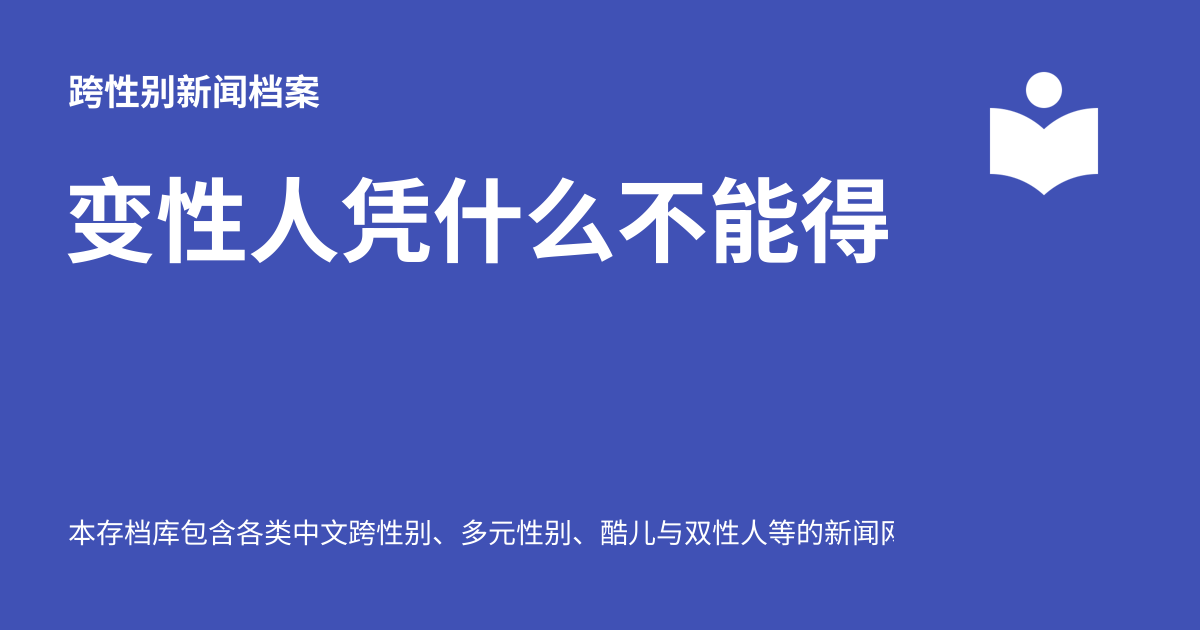 跨性别新闻档案
变性人凭什么不能得
本存档库包含各类中文跨性别、多元性别、酷儿与双性人等的新闻